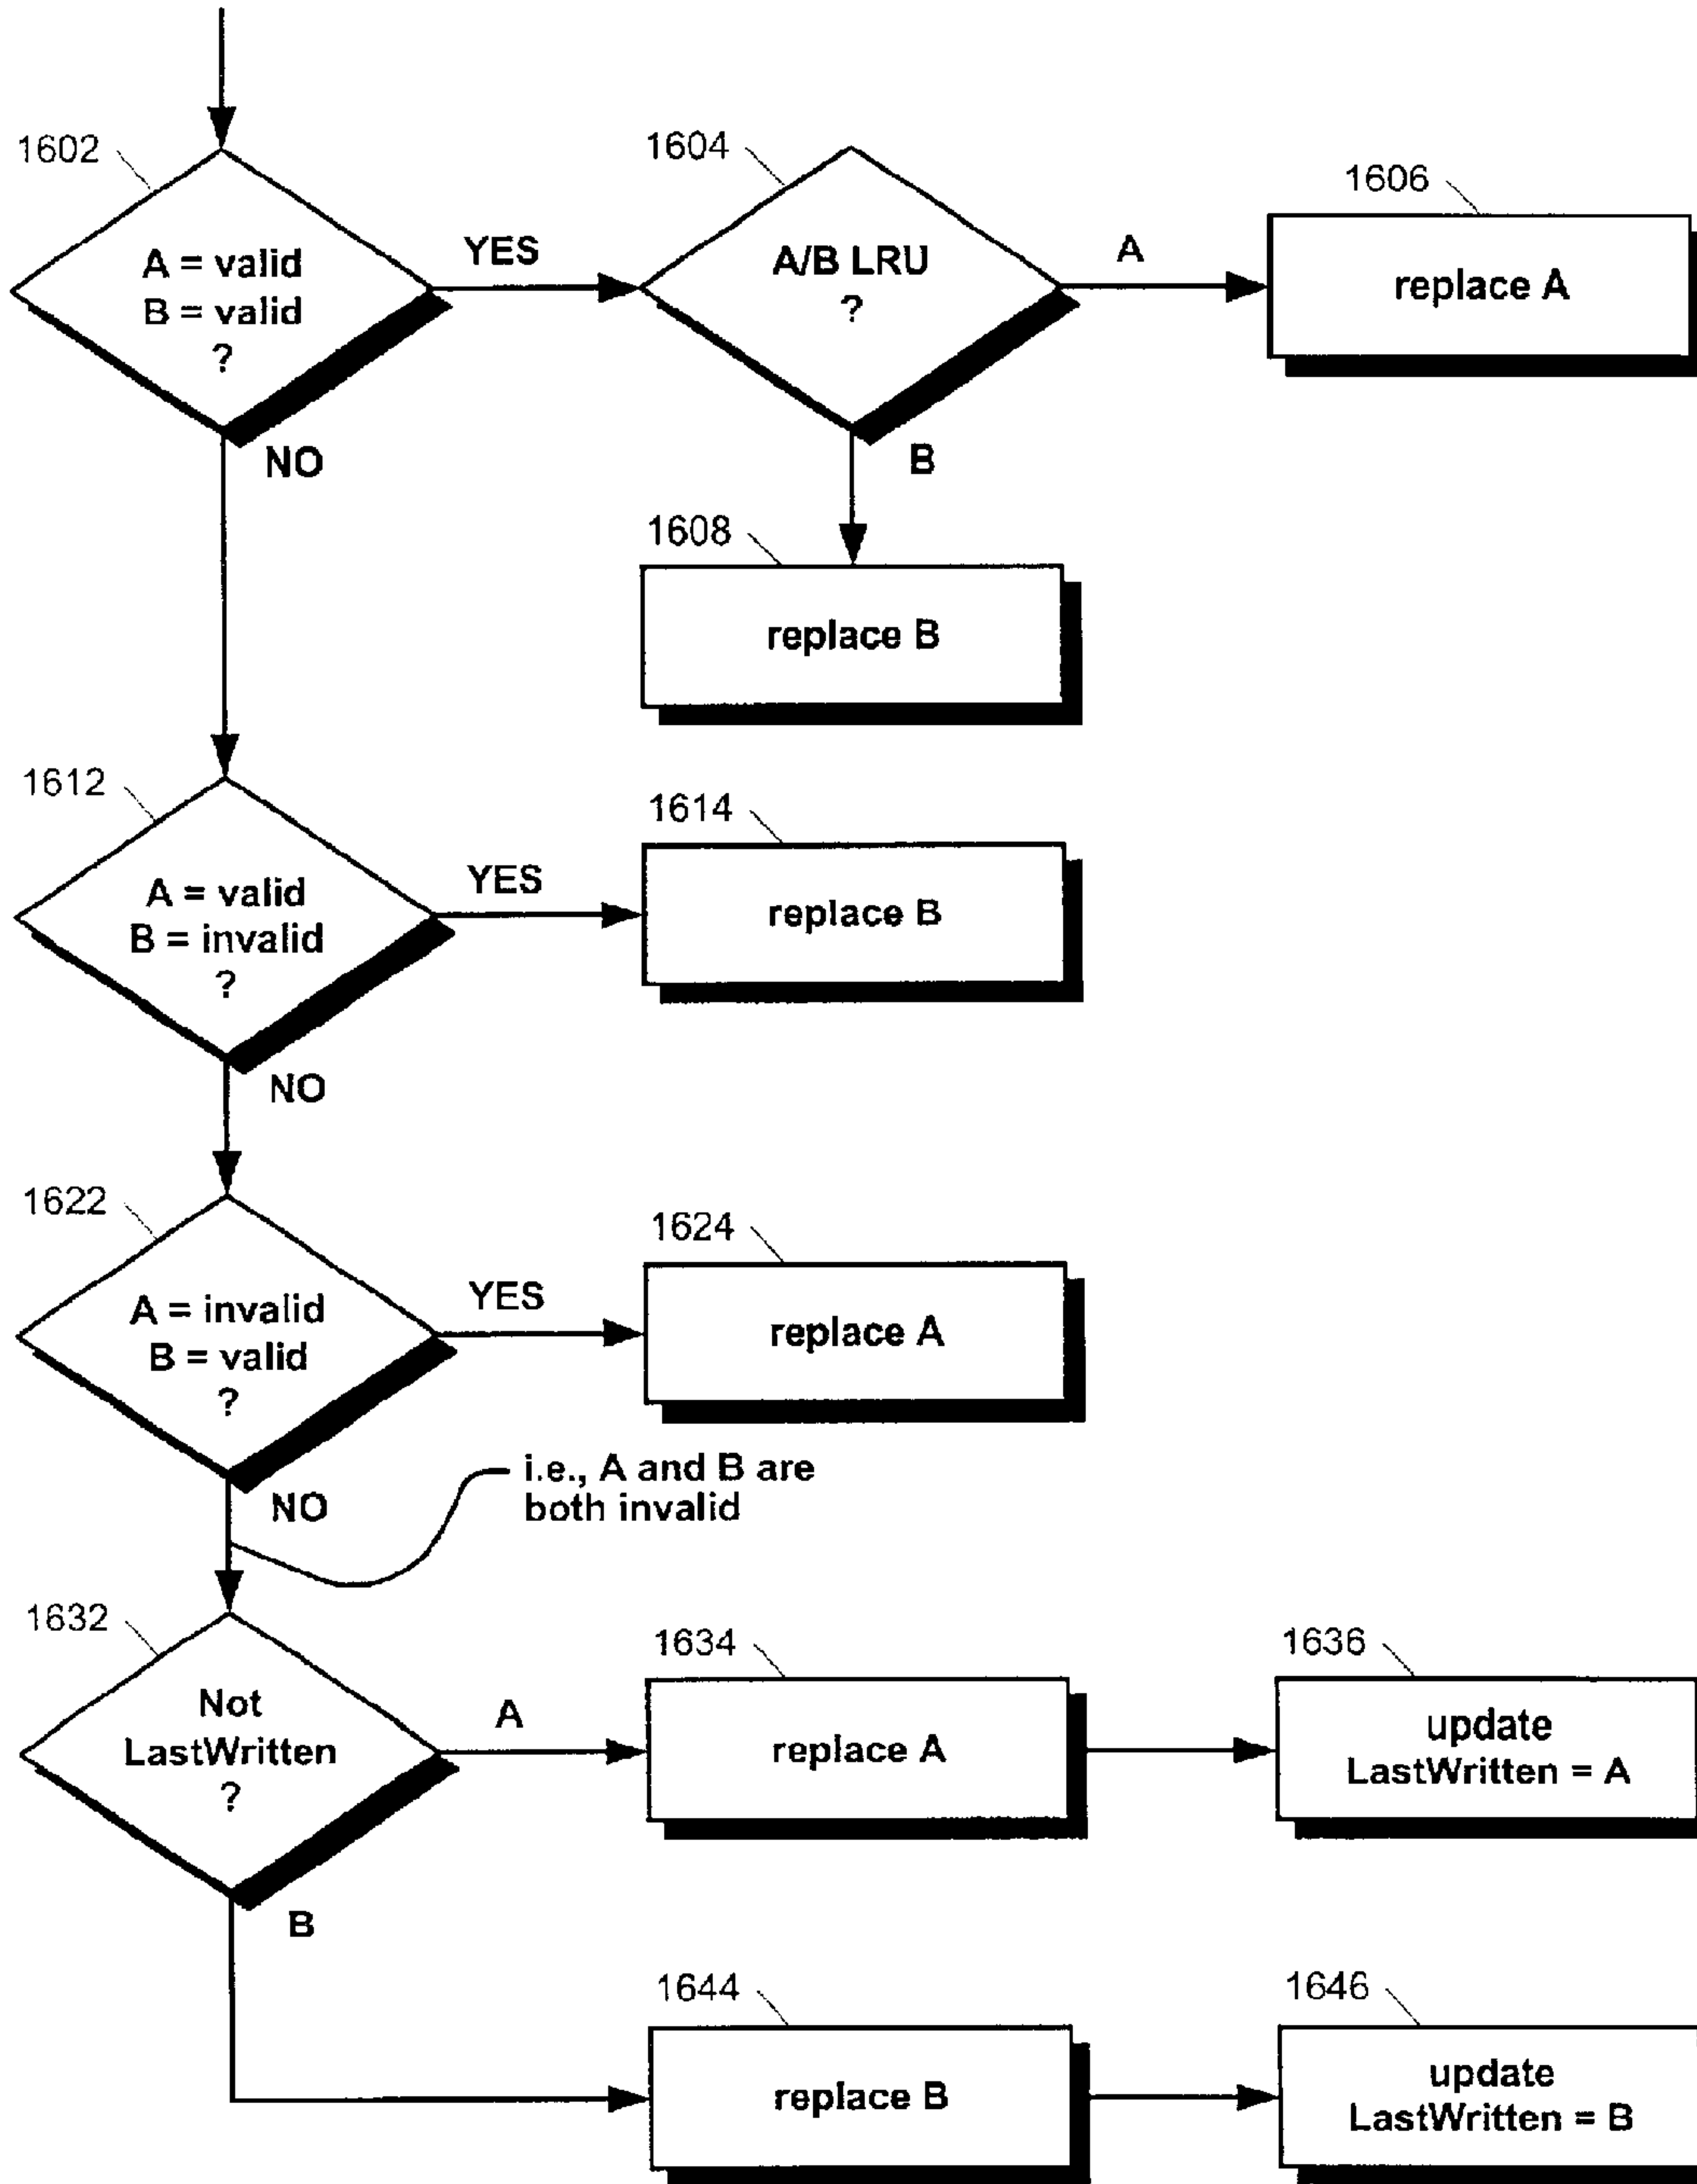 1602
A = valid
B = valid
?
YES
NO
1604
A/B LRU
?
A
B
1606
replace A
1608
replace B
1612
A = valid
B = invalid
?
YES
NO
1614
replace B
1622
A = invalid
B = valid
?
YES
NO
1624
replace A
i.e., A and B are
both invalid
1632
Not
LastWritten
?
A
B
1634
replace A
1636
update
LastWritten = A
1644
replace B
1646
update
LastWritten = B